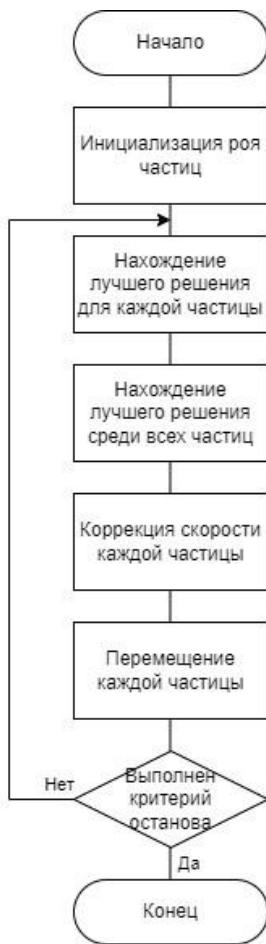 Начало
Инициализация роя
частиц
Нахождение
лучшего решения
для каждой частицы
Нахождение
лучшего решения
среди всех частиц
Коррекция скорости
каждой частицы
Перемещение
каждой частицы
Нет
Выполнен
критерий
останова
Да
Конец